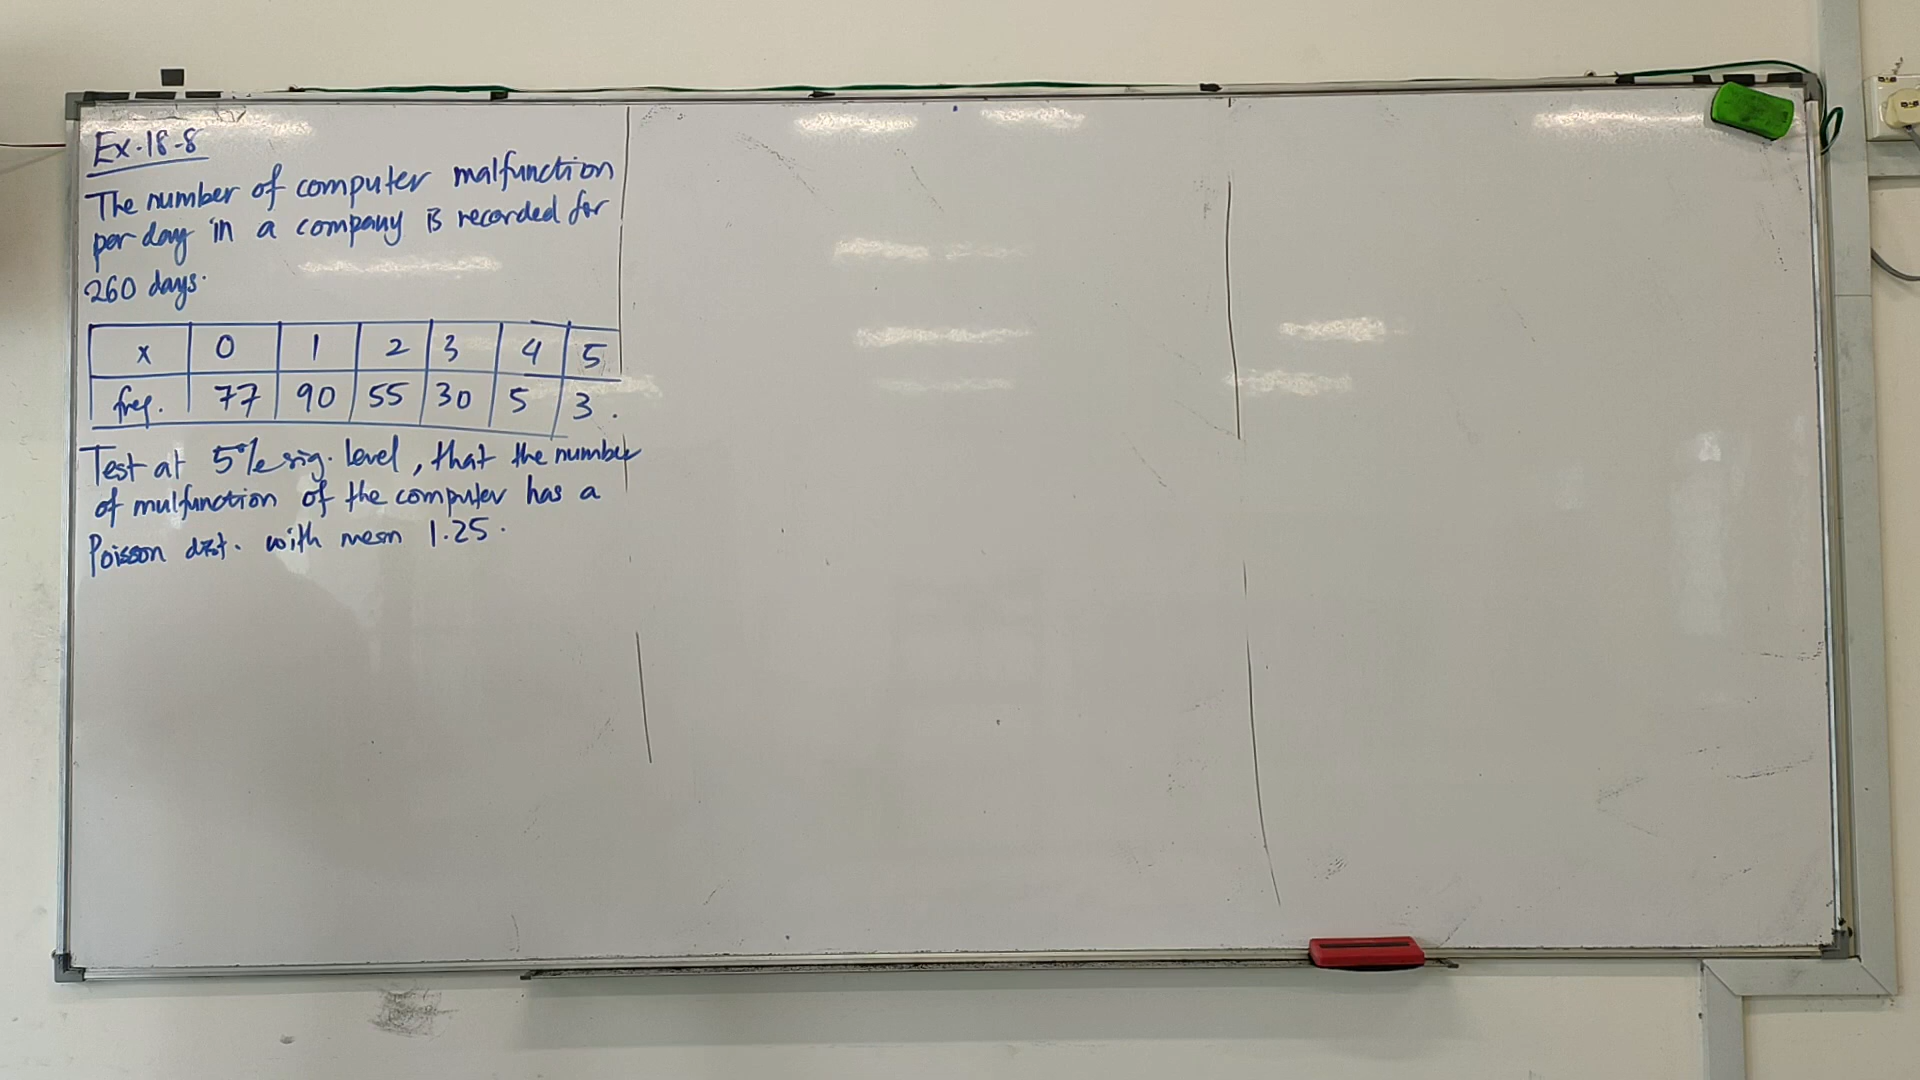 Ex.18-8
The number of computer malfunction
per day in a company is recorded for
260 days.
x 0 1 2 3 4 5
freq. 77 90 55 30 5 3.
Test at 5% sig. level, that the number
of mulfunction of the computer has a
Poisson dist. with mean 1.25.